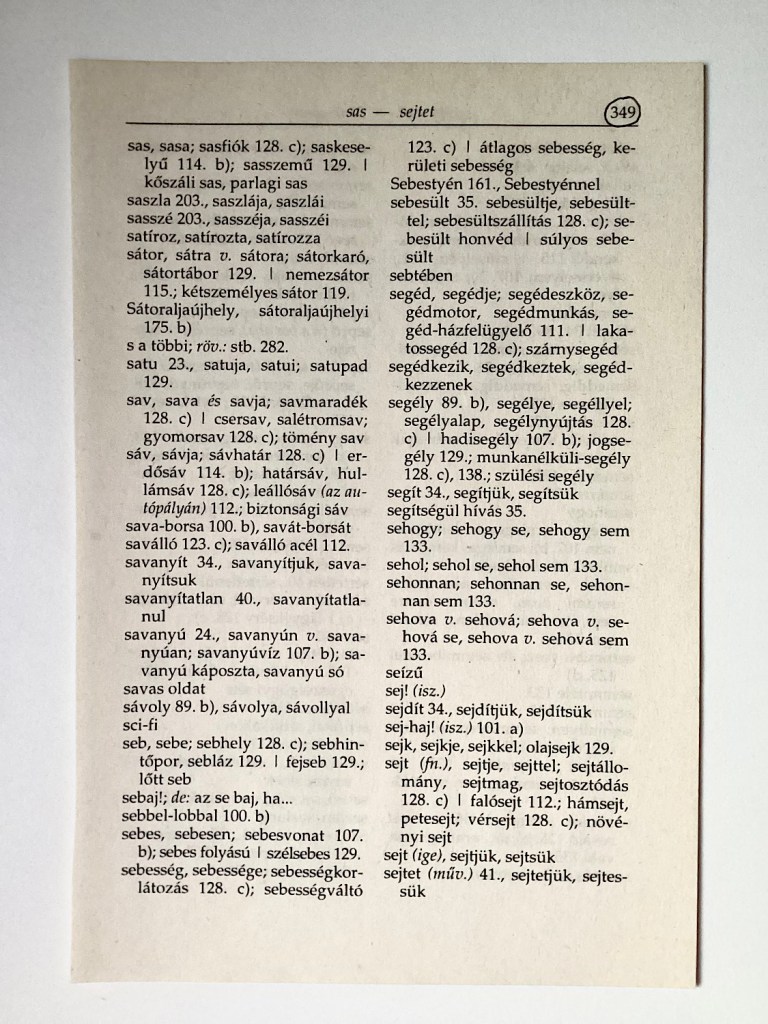 sas — sejtet
349
sas, sasa; sasfiók 128. c); saskese-
lyű 114. b); sasszemű 129. |
kőszáli sas, parlagi sas
saszla 203., saszlája, saszlái
sasszé 203., sasszéja, sasszéi
satíroz, satírozta, satírozza
sátor, sátra v. sátora; sátorkaró,
sátortábor 129. | nemezsátor
115.; kétszemélyes sátor 119.
Sátoraljaújhely, sátoraljaújhelyi
175. b)
s a többi; röv.: stb. 282.
satu 23., satuja, satui; satupad
129.
sav, sava és savja; savmaradék
128. c) | csersav, salétromsav;
gyomorsav 128. c); tömény sav
sáv, sávja; sávhatár 128. c) | er-
dősáv 114. b); határsáv, hul-
lámsáv 128. c); leállósáv (az au-
tópályán) 112.; biztonsági sáv
sava-borsa 100. b), savát-borsát
saválló 123. c); saválló acél 112.
savanyít 34., savanyítjuk, sava-
nyítsuk
savanyítatlan 40., savanyítatla-
nul
savanyú 24., savanyún v. sava-
nyúan; savanyúvíz 107. b); sa-
vanyú káposzta, savanyú só
savas oldat
sávoly 89. b), sávolya, sávollyal
sci-fi
seb, sebe; sebhely 128. c); sebhin-
tőpor, sebláz 129. | fejseb 129.;
lőtt seb
sebaj!; de: az se baj, ha...
sebbel-lobbal 100. b)
sebes, sebesen; sebesvonat 107.
b); sebes folyású | szélsebes 129.
sebesség, sebessége; sebességkor-
látozás 128. c); sebességváltó
123. c) | átlagos sebesség, ke-
rületi sebesség
Sebestyén 161., Sebestyénnel
sebesült 35. sebesültje, sebesült-
tel; sebesültszállítás 128. c); se-
besült honvéd | súlyos sebe-
sült
sebtében
segéd, segédje; segédeszköz, se-
gédmotor, segédmunkás, se-
géd-házfelügyelő 111. | laka-
tossegéd 128. c); szárnysegéd
segédkezik, segédkeztek, segéd-
kezzenek
segély 89. b), segélye, segéllyel;
segélyalap, segélynyújtás 128.
c) | hadisegély 107. b); jogse-
gély 129.; munkanélküli-segély
128. c), 138.; szülési segély
segít 34., segítjük, segítsük
segítségül hívás 35.
sehogy; sehogy se, sehogy sem
133.
sehol; sehol se, sehol sem 133.
sehonnan; sehonnan se, sehon-
nan sem 133.
sehova v. sehová; sehova v. se-
hová se, sehova v. sehová sem
133.
seízű
sej! (isz.)
sejdít 34., sejdítjük, sejdítsük
sej-haj! (isz.) 101. a)
sejk, sejkje, sejkkel; olajsejk 129.
sejt (fn.), sejtje, sejttel; sejtállo-
mány, sejtmag, sejtosztódás
128. c) | falósejt 112.; hámsejt,
petesejt; vérsejt 128. c); növé-
nyi sejt
sejt (ige), sejtjük, sejtsük
sejtet (műv.) 41., sejtetjük, sejtes-
sük